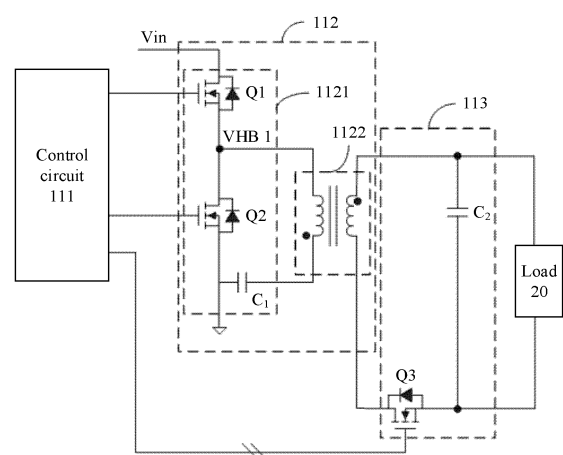 Vin
112
Q1
1121
113
VHB 1
1122
Control
circuit
111
Q2
C2
C1
Load
20
Q3